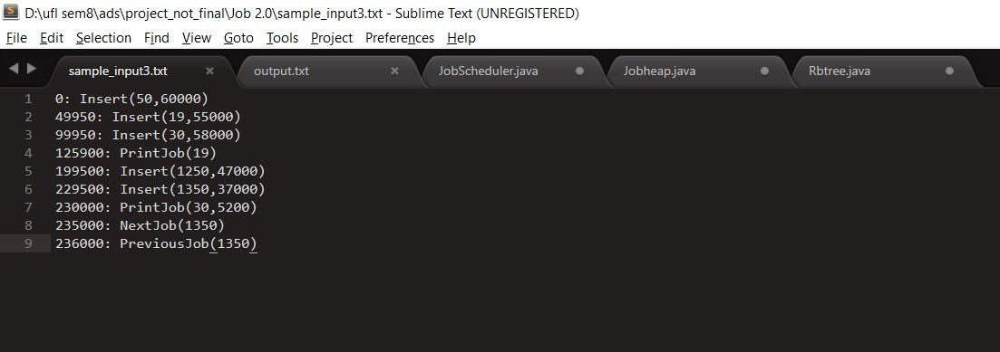 D:\ufl sem8\ads\project_not_final\Job 2.0\sample_input3.txt - Sublime Text (UNREGISTERED)
File Edit Selection Find View Goto Tools Project Preferences Help
sample_input3.txt × output.txt × JobScheduler.java Jobheap.java Rbtree.java
1 0: Insert(50,60000)
2 49950: Insert(19,55000)
3 99950: Insert(30,58000)
4 125900: PrintJob(19)
5 199500: Insert(1250,47000)
6 229500: Insert(1350,37000)
7 230000: PrintJob(30,5200)
8 235000: NextJob(1350)
9 236000: PreviousJob(1350)